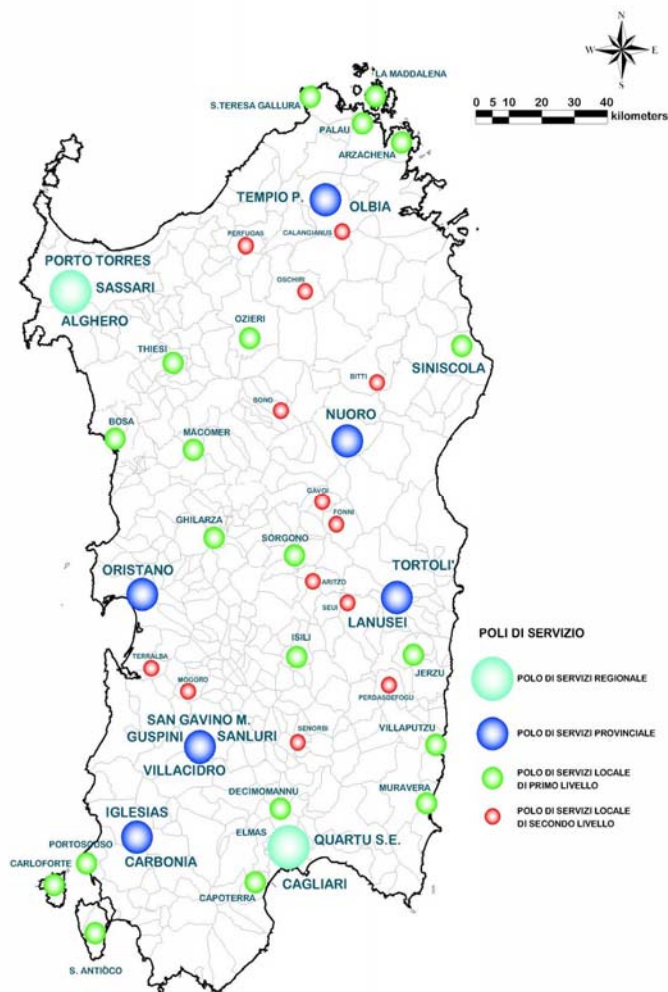 N
W E
S
0 5 10 20 30 40
kilometers
LA MADDALENA
S.TERESA GALLURA
PALAU
ARZACHENA
TEMPIO P.
OLBIA
PERFUGAS
CALANGIANUS
PORTO TORRES
SASSARI
ALGHERO
OSCHIRI
OZIERI
THIESI
SINISCOLA
BITTI
BONO
NUORO
BOSA
MACOMER
GAVOI
FONNI
GHILARZA
SORGONO
ORISTANO
ARITZO
TORTOLI'
SEUI
LANUSEI
ISILI
JERZU
TERRALBA
MOGORO
PERDASDEFOGU
SAN GAVINO M.
GUSPINI
SANLURI
VILLACIDRO
SENORBI
VILLAPUTZU
DECIMOMANNU
MURAVERA
IGLESIAS
CARBONIA
ELMAS
QUARTU S.E.
CAGLIARI
PORTOSCUSO
CARLOFORTE
CAPOTERRA
S. ANTIÒCO
POLI DI SERVIZIO
POLO DI SERVIZI REGIONALE
POLO DI SERVIZI PROVINCIALE
POLO DI SERVIZI LOCALE
DI PRIMO LIVELLO
POLO DI SERVIZI LOCALE
DI SECONDO LIVELLO